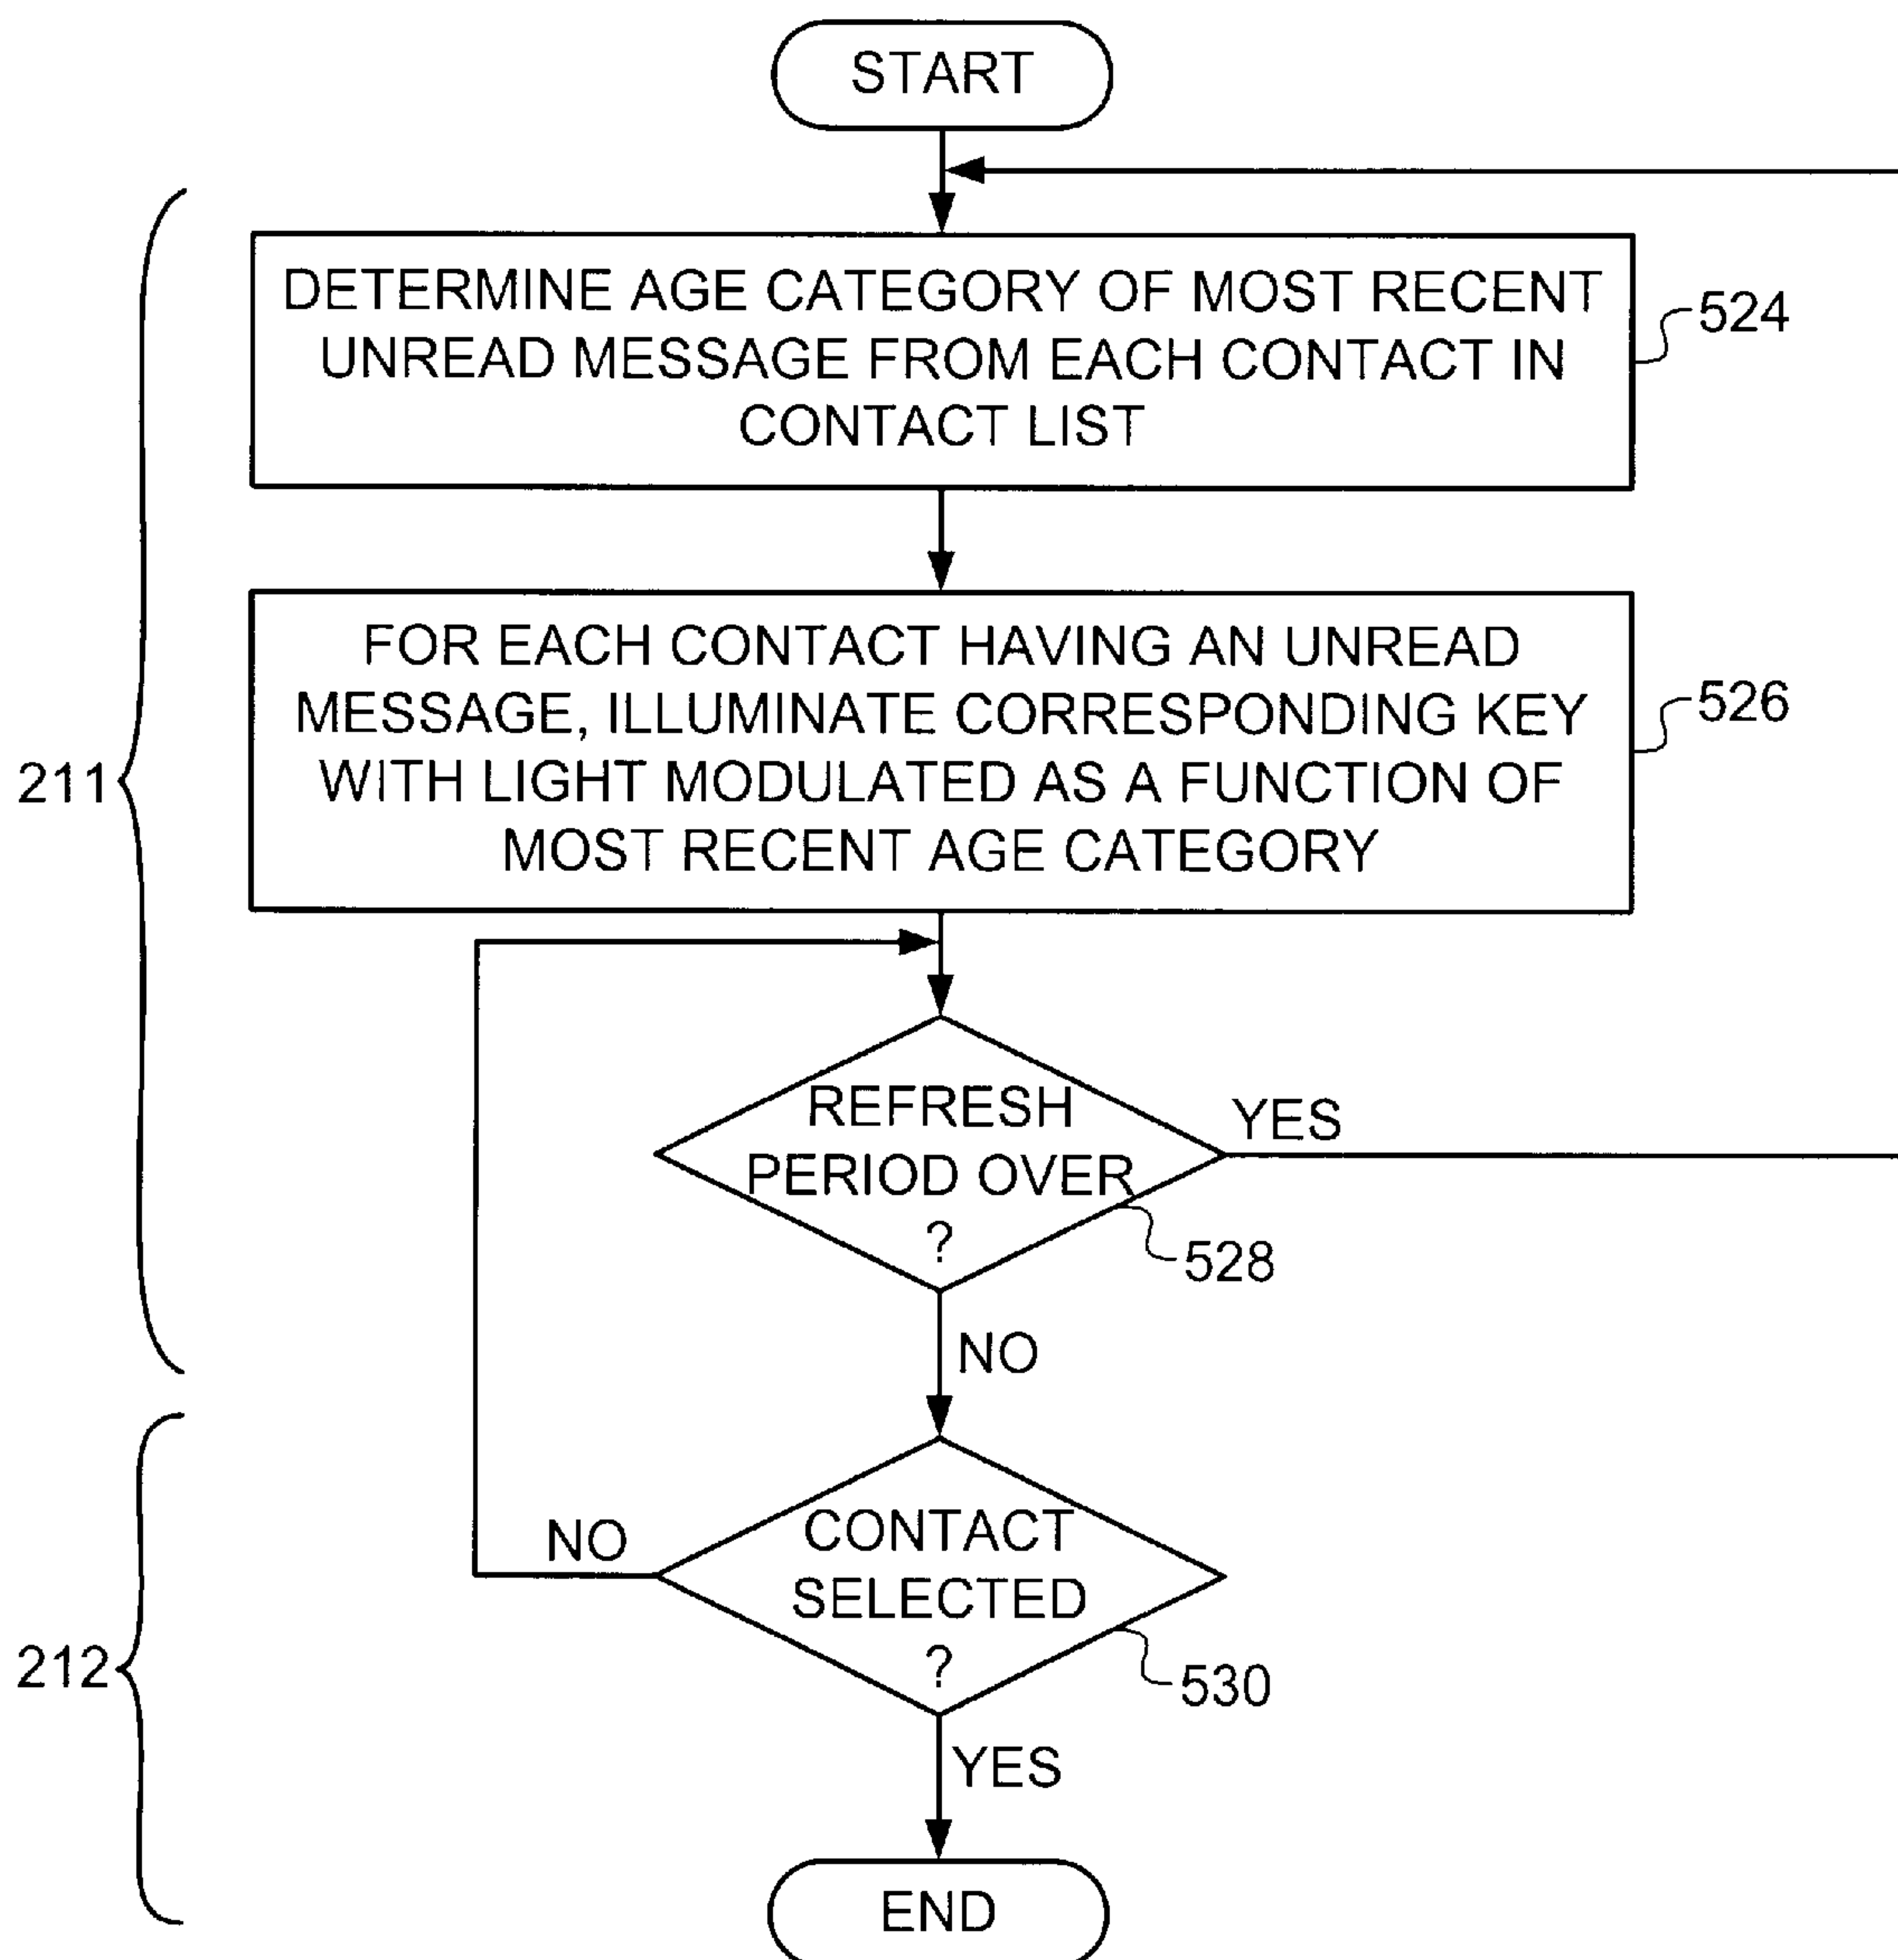 START
DETERMINE AGE CATEGORY OF MOST RECENT
UNREAD MESSAGE FROM EACH CONTACT IN
CONTACT LIST
524
FOR EACH CONTACT HAVING AN UNREAD
MESSAGE, ILLUMINATE CORRESPONDING KEY
WITH LIGHT MODULATED AS A FUNCTION OF
MOST RECENT AGE CATEGORY
526
211
REFRESH
PERIOD OVER
?
YES
528
NO
CONTACT
SELECTED
?
NO
530
212
YES
END